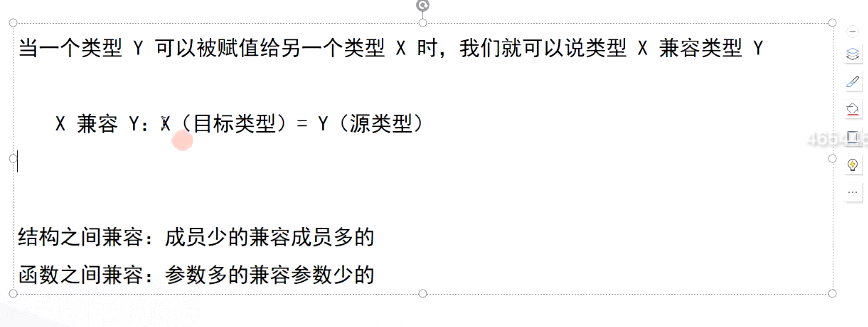 当一个类型 Y 可以被赋值给另一个类型 X 时，我们就可以说类型 X 兼容类型 Y
X 兼容 Y：X（目标类型）= Y（源类型）
结构之间兼容：成员少的兼容成员多的
函数之间兼容：参数多的兼容参数少的